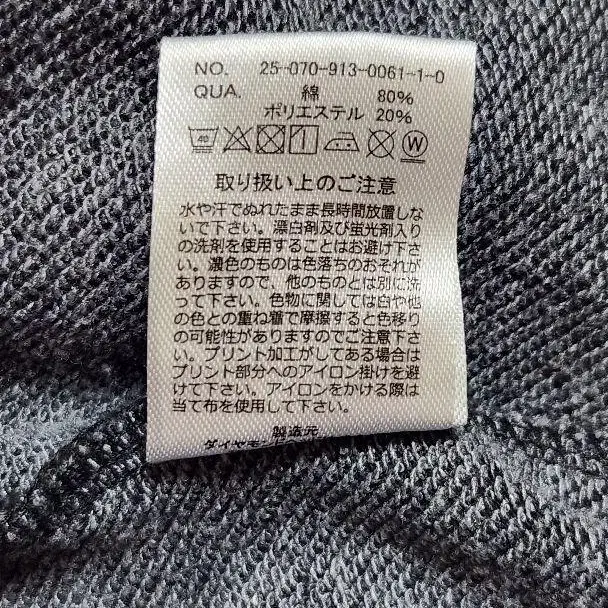 NO. 25-070-913-0061-1-0
QUA. 綿 80%
ポリエステル 20%
40 W
取り扱い上のご注意
水や汗でぬれたまま長時間放置しな
いで下さい。漂白剤及び蛍光剤入り
の洗剤を使用することはお避け下さ
い。濃色のものは色落ちのおそれが
ありますので、他のものとは別に洗
って下さい。色物に関しては白や他
の色との重ね着で摩擦すると色移り
の可能性がありますのでご注意下さ
い。プリント加工がしてある場合は
プリント部分へのアイロン掛けを避
けて下さい。アイロンをかける際は
当て布を使用して下さい。
製造元